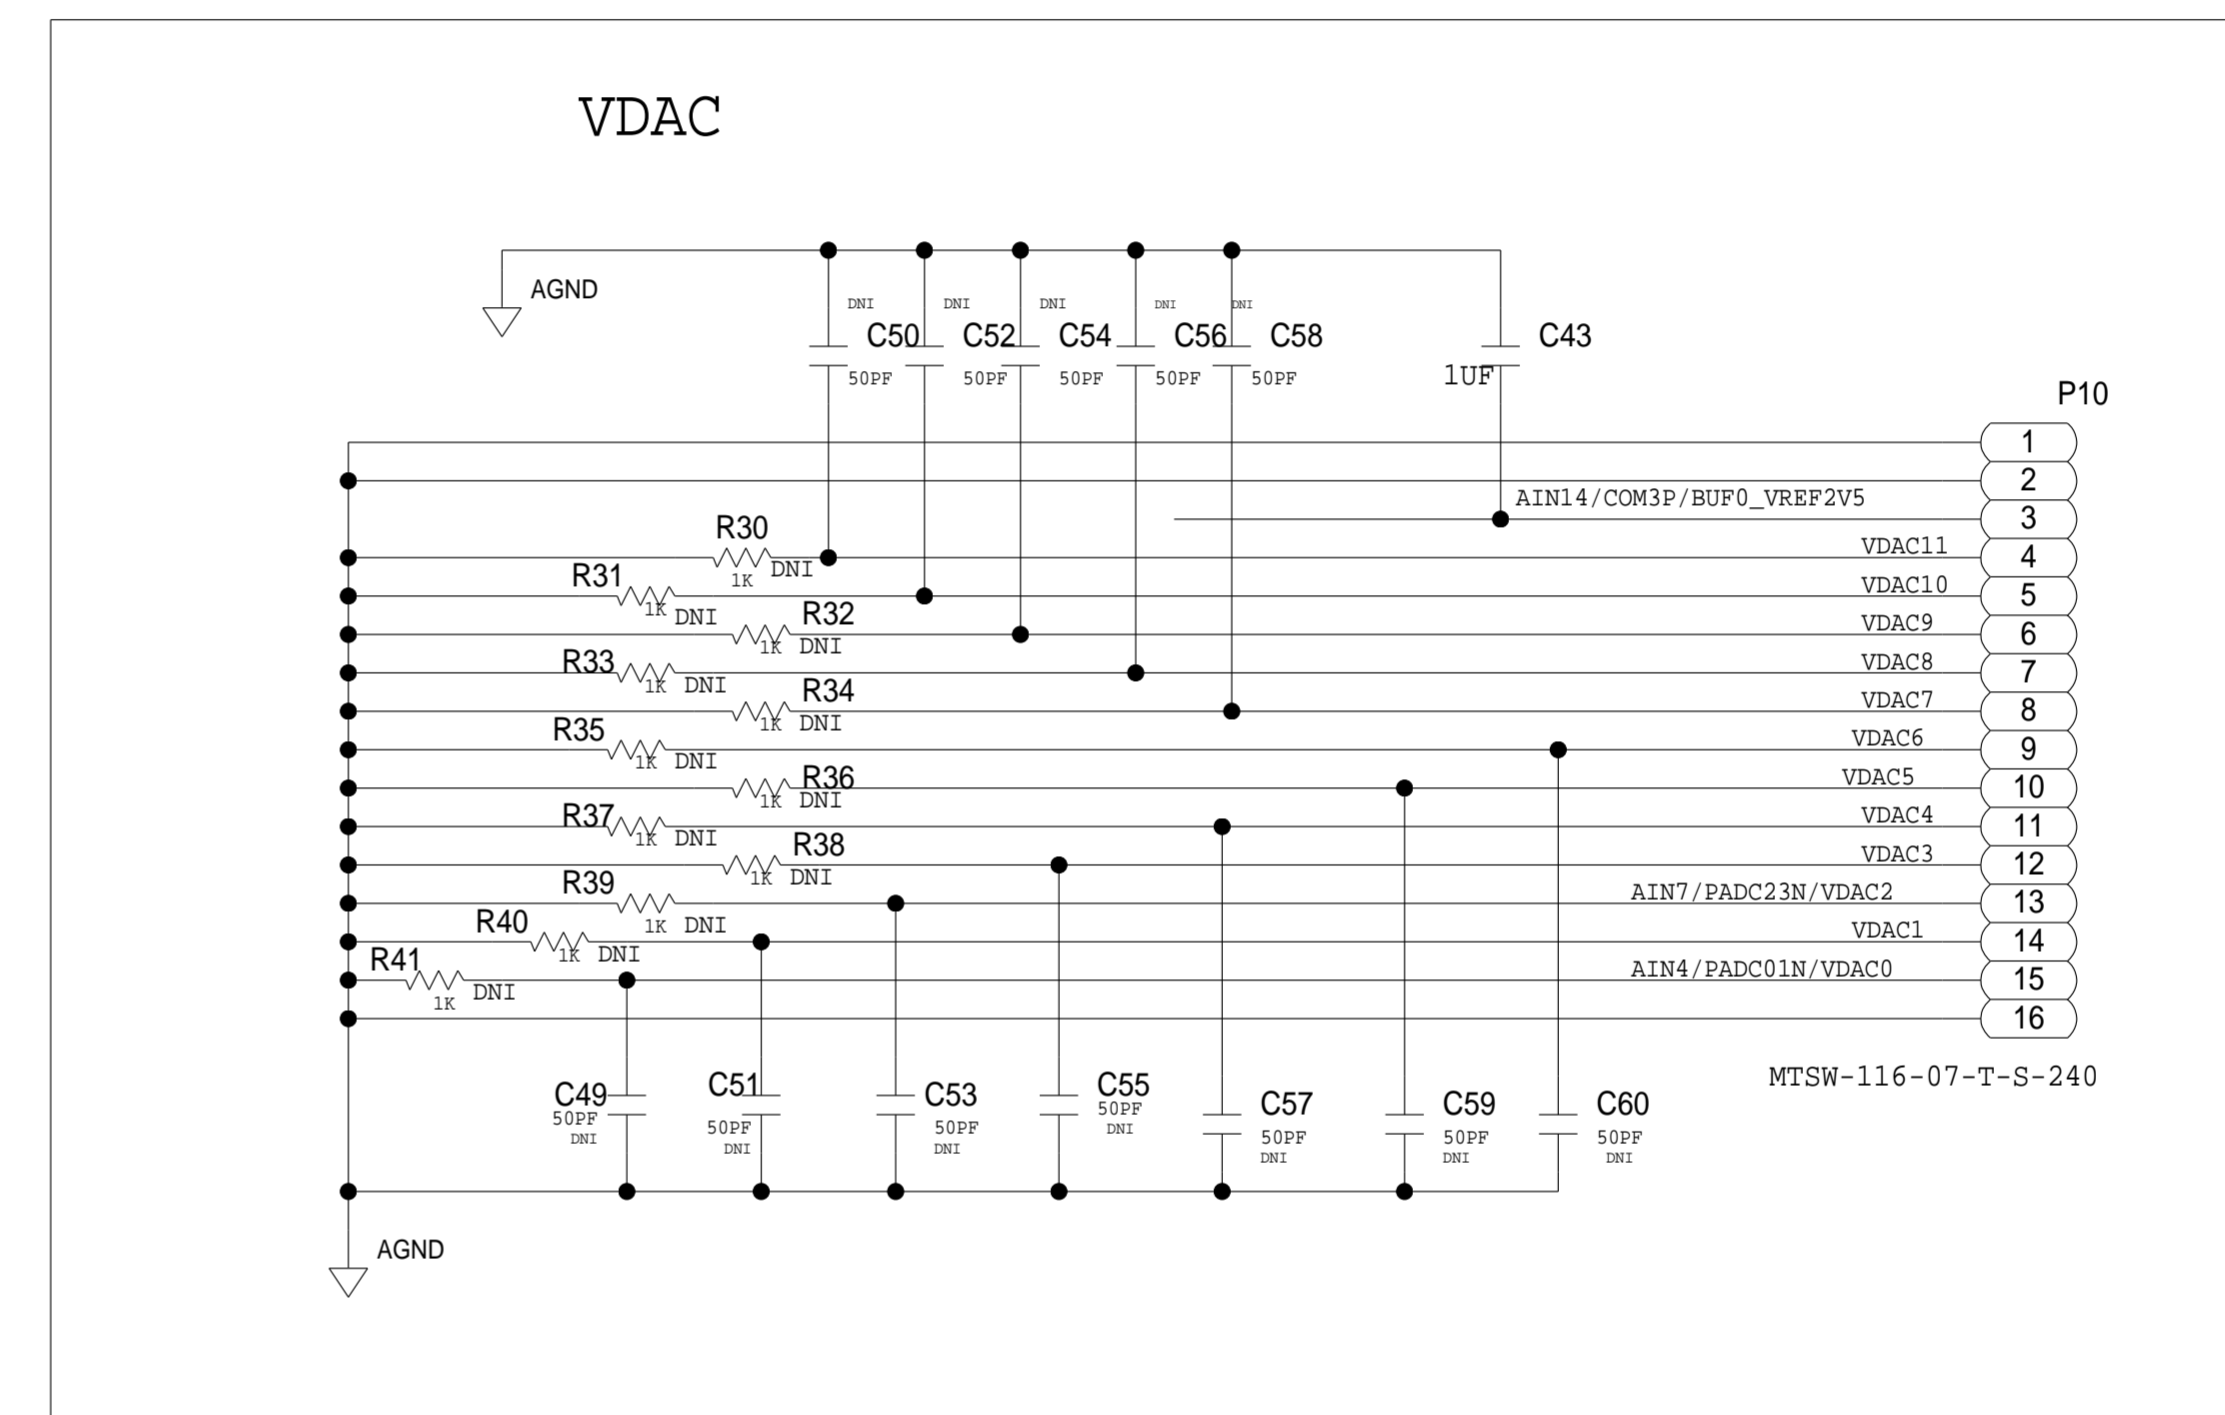 VDAC
AGND
DNI DNI DNI DNI DNI
C50 C52 C54 C56 C58 C43
50PF 50PF 50PF 50PF 50PF 1UF
P10
1
2
AIN14/COM3P/BUF0_VREF2V5 3
R30 1K DNI VDAC11 4
R31 1K DNI VDAC10 5
R32 1K DNI VDAC9 6
R33 1K DNI VDAC8 7
R34 1K DNI VDAC7 8
R35 1K DNI VDAC6 9
R36 1K DNI VDAC5 10
R37 1K DNI VDAC4 11
R38 1K DNI VDAC3 12
R39 1K DNI AIN7/PADC23N/VDAC2 13
R40 1K DNI VDAC1 14
R41 1K DNI AIN4/PADC01N/VDAC0 15
16
MTSW-116-07-T-S-240
C49 C51 C53 C55 C57 C59 C60
50PF 50PF 50PF 50PF 50PF 50PF 50PF
DNI DNI DNI DNI DNI DNI DNI
AGND